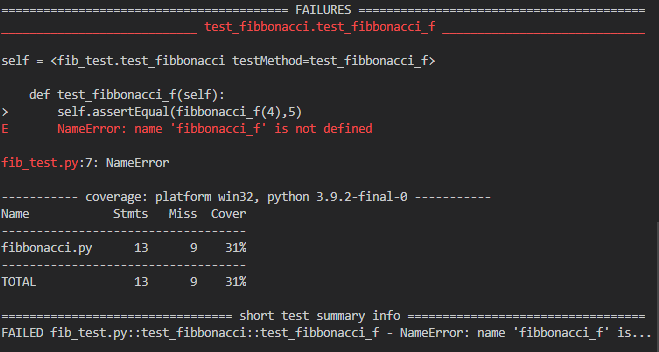 ===================================== FAILURES =====================================
_________________________ test_fibbonacci.test_fibbonacci_f __________________________
self = <fib_test.test_fibbonacci testMethod=test_fibbonacci_f>
    def test_fibbonacci_f(self):
>       self.assertEqual(fibbonacci_f(4),5)
E       NameError: name 'fibbonacci_f' is not defined
fib_test.py:7: NameError
----------- coverage: platform win32, python 3.9.2-final-0 -----------
Name            Stmts   Miss  Cover
-----------------------------------
fibbonacci.py      13      9    31%
-----------------------------------
TOTAL              13      9    31%
============================== short test summary info ===============================
FAILED fib_test.py::test_fibbonacci::test_fibbonacci_f - NameError: name 'fibbonacci_f' is...